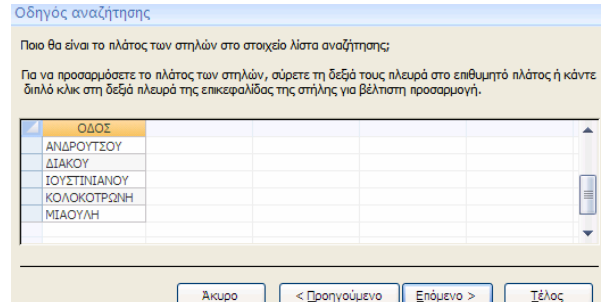 Οδηγός αναζήτησης
Ποιο θα είναι το πλάτος των στηλών στο στοιχείο λίστα αναζήτησης;
Για να προσαρμόσετε το πλάτος των στηλών, σύρετε τη δεξιά τους πλευρά στο επιθυμητό πλάτος ή κάντε
διπλό κλικ στη δεξιά πλευρά της επικεφαλίδας της στήλης για βέλτιστη προσαρμογή.
ΟΔΟΣ
ΑΝΔΡΟΥΤΣΟΥ
ΔΙΑΚΟΥ
ΙΟΥΣΤΙΝΙΑΝΟΥ
ΚΟΛΟΚΟΤΡΩΝΗ
ΜΙΑΟΥΛΗ
Άκυρο < Προηγούμενο Επόμενο > Τέλος